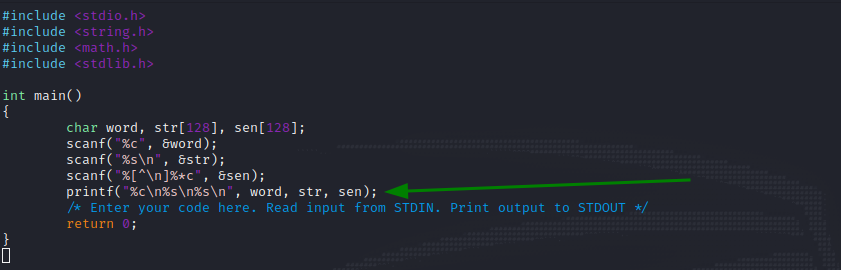 #include <stdio.h>
#include <string.h>
#include <math.h>
#include <stdlib.h>
int main()
{
char word, str[128], sen[128];
scanf("%c", &word);
scanf("%s\n", &str);
scanf("%[^\n]%*c", &sen);
printf("%c\n%s\n%s\n", word, str, sen);
/* Enter your code here. Read input from STDIN. Print output to STDOUT */
return 0;
}